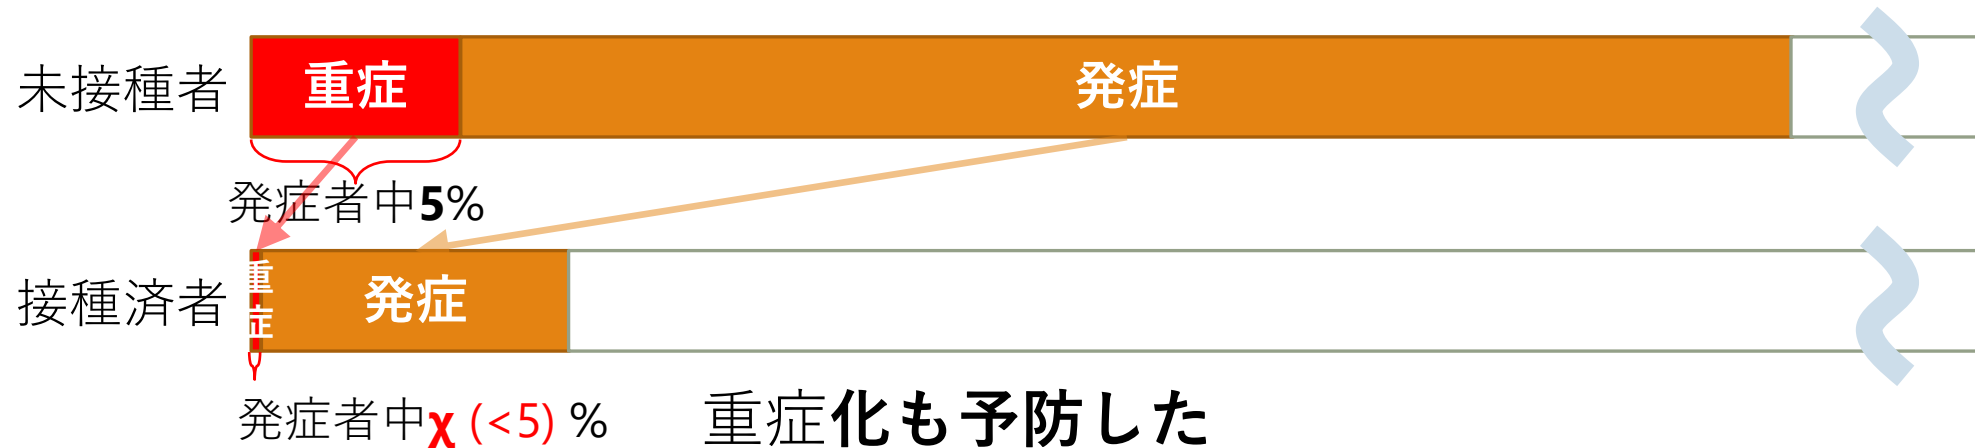 未接種者
重症
発症
発症者中5%
接種済者
重
症
発症
発症者中χ (<5) %
重症化も予防した